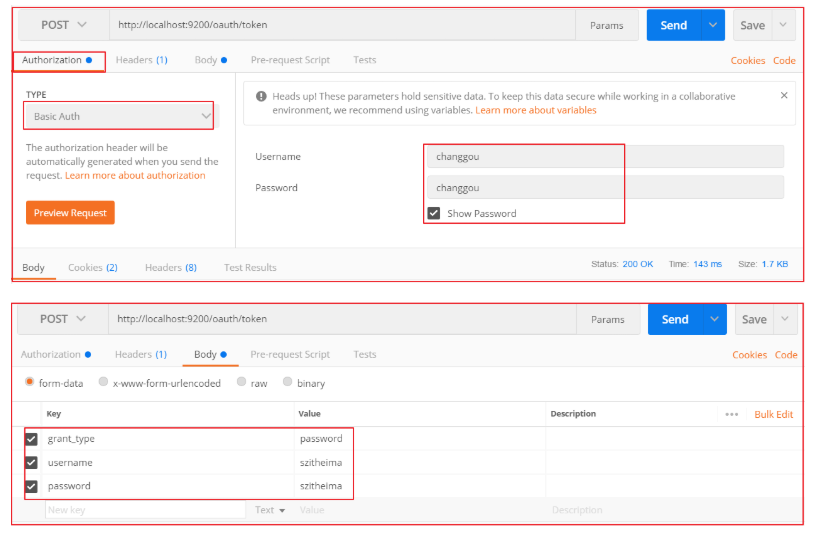 POST http://localhost:9200/oauth/token Params Send Save
Authorization Headers (1) Body Pre-request Script Tests Cookies Code
TYPE
Basic Auth
The authorization header will be
automatically generated when you send the
request. Learn more about authorization
Preview Request
Heads up! These parameters hold sensitive data. To keep this data secure while working in a collaborative
environment, we recommend using variables. Learn more about variables
Username changgou
Password changgou
Show Password
Body Cookies (2) Headers (8) Test Results Status: 200 OK Time: 143 ms Size: 1.7 KB
POST http://localhost:9200/oauth/token Params Send Save
Authorization Headers (1) Body Pre-request Script Tests Cookies Code
form-data x-www-form-urlencoded raw binary
Key Value Description ••• Bulk Edit
grant_type password
username szitheima
password szitheima
New key Text Value Description